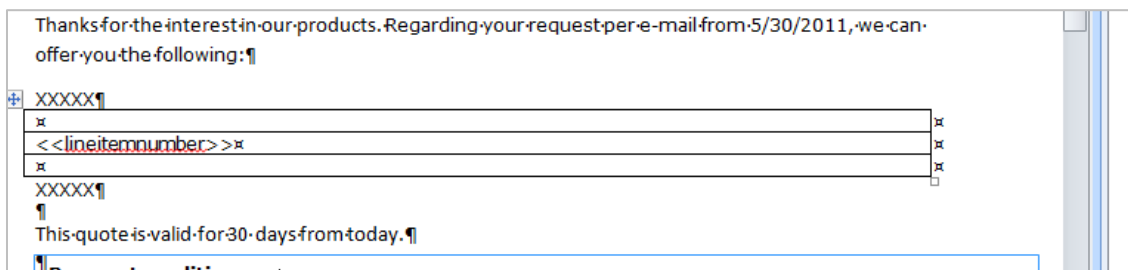 Thanks·for·the·interest·in·our·products.·Regarding·your·request·per·e-mail·from·5/30/2011,·we·can·
offer·you·the·following:¶
XXXXX¶
¤ ¤
<<lineitemnumber>>¤ ¤
¤ ¤
XXXXX¶
¶
This·quote·is·valid·for·30·days·from·today.¶
¶